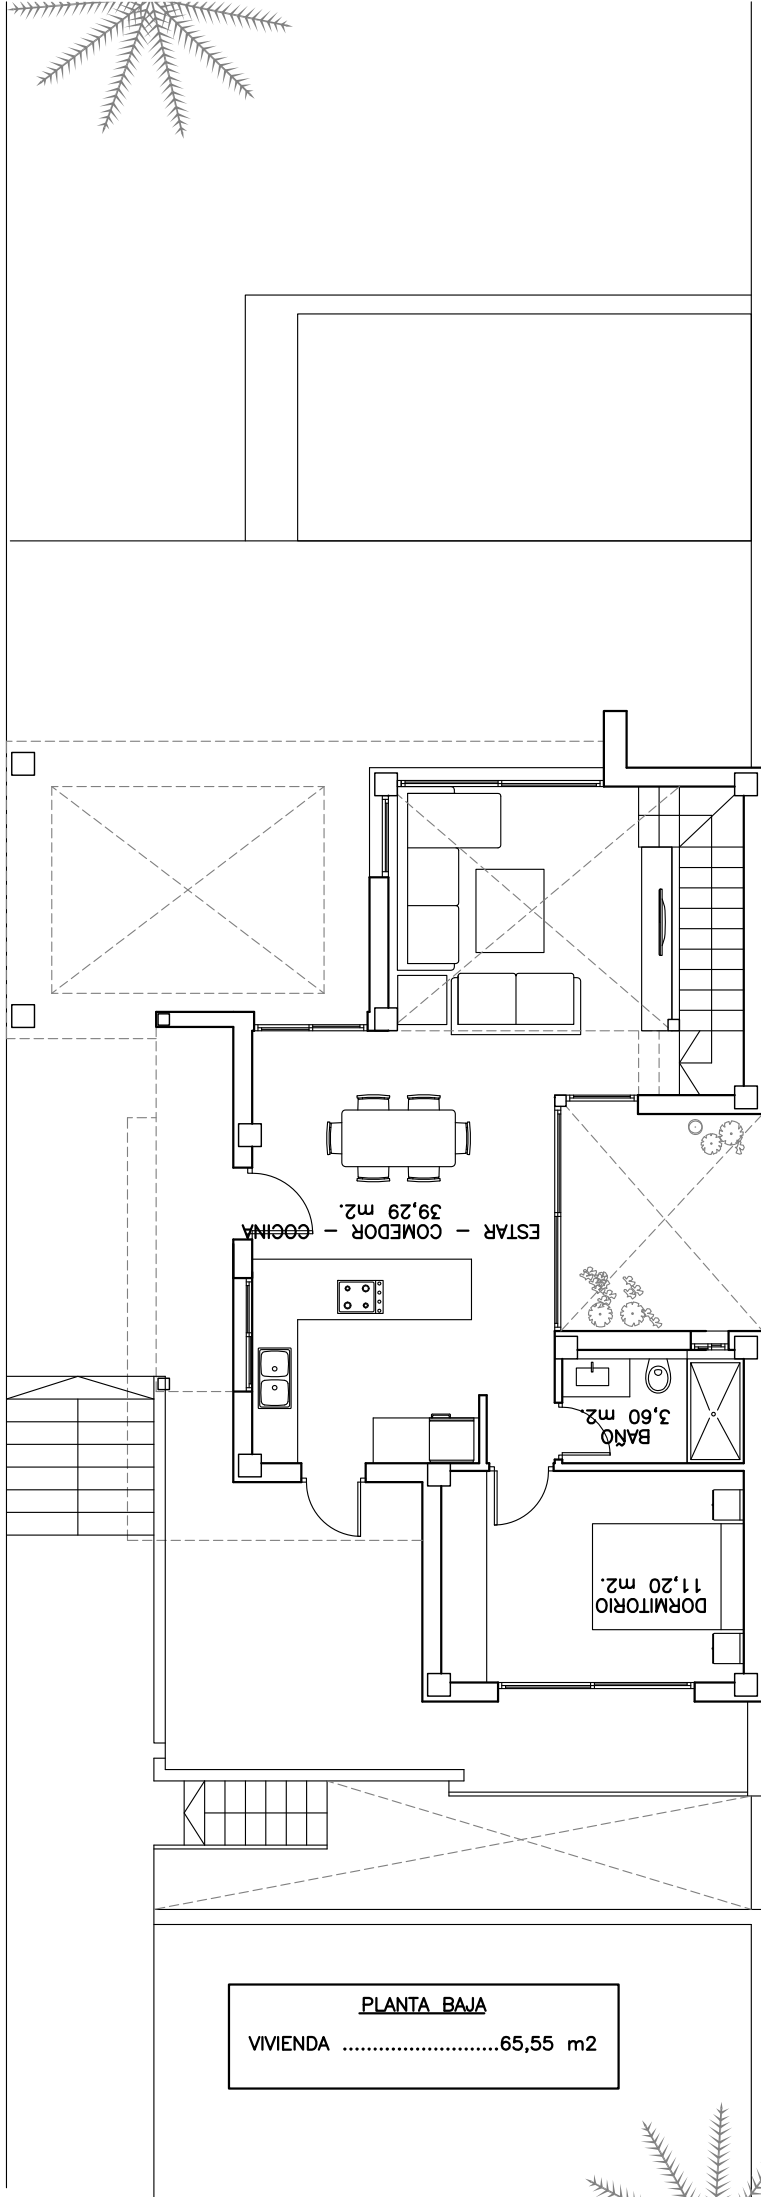 ESTAR - COMEDOR - COCINA
39,29 m2.
BAÑO
3,60 m2.
DORMITORIO
11,20 m2.
PLANTA BAJA
VIVIENDA ..........................65,55 m2